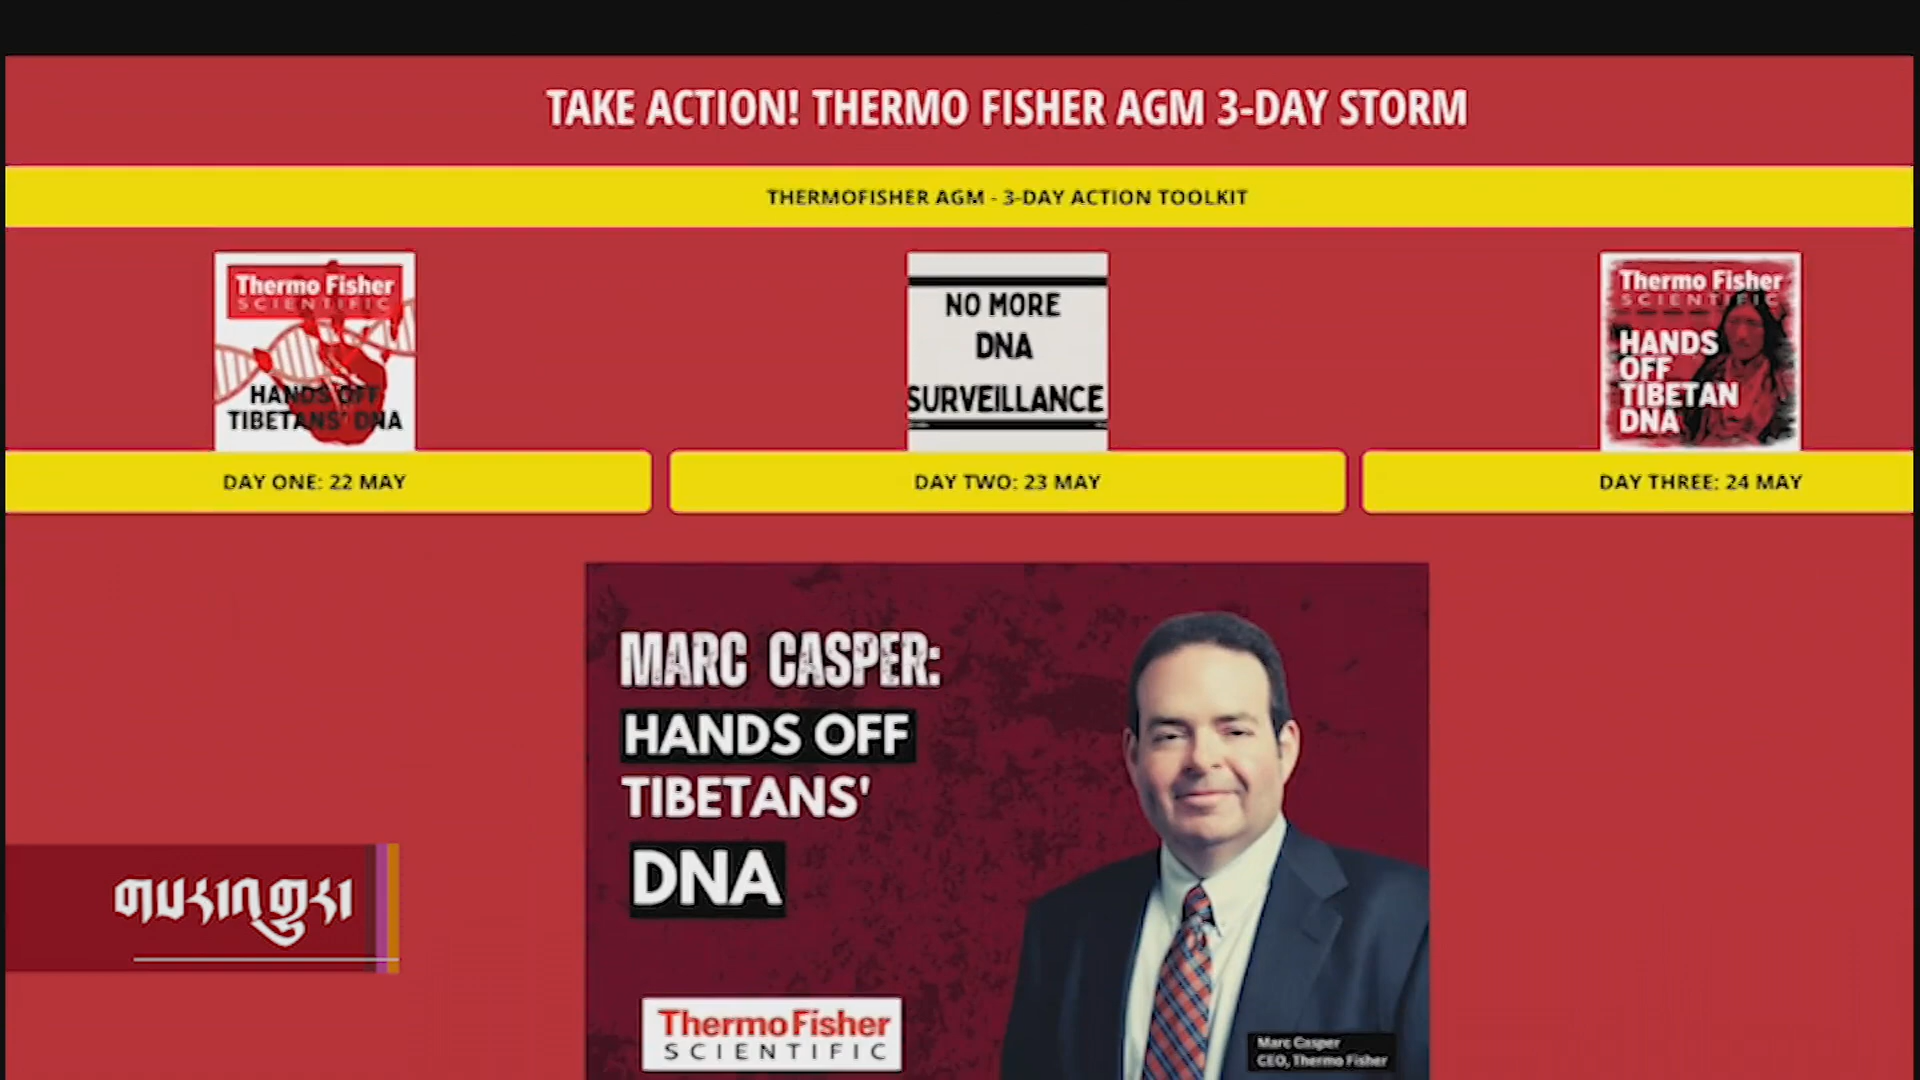 TAKE ACTION! THERMO FISHER AGM 3-DAY STORM
THERMOFISHER AGM - 3-DAY ACTION TOOLKIT
Thermo Fisher
SCIENTIFIC
HANDS OFF
TIBETANS' DNA
NO MORE
DNA
SURVEILLANCE
Thermo Fisher
SCIENTIFIC
HANDS
OFF
TIBETAN
DNA
DAY ONE: 22 MAY
DAY TWO: 23 MAY
DAY THREE: 24 MAY
MARC CASPER:
HANDS OFF
TIBETANS'
DNA
ThermoFisher
SCIENTIFIC
Marc Casper
CEO, Thermo Fisher